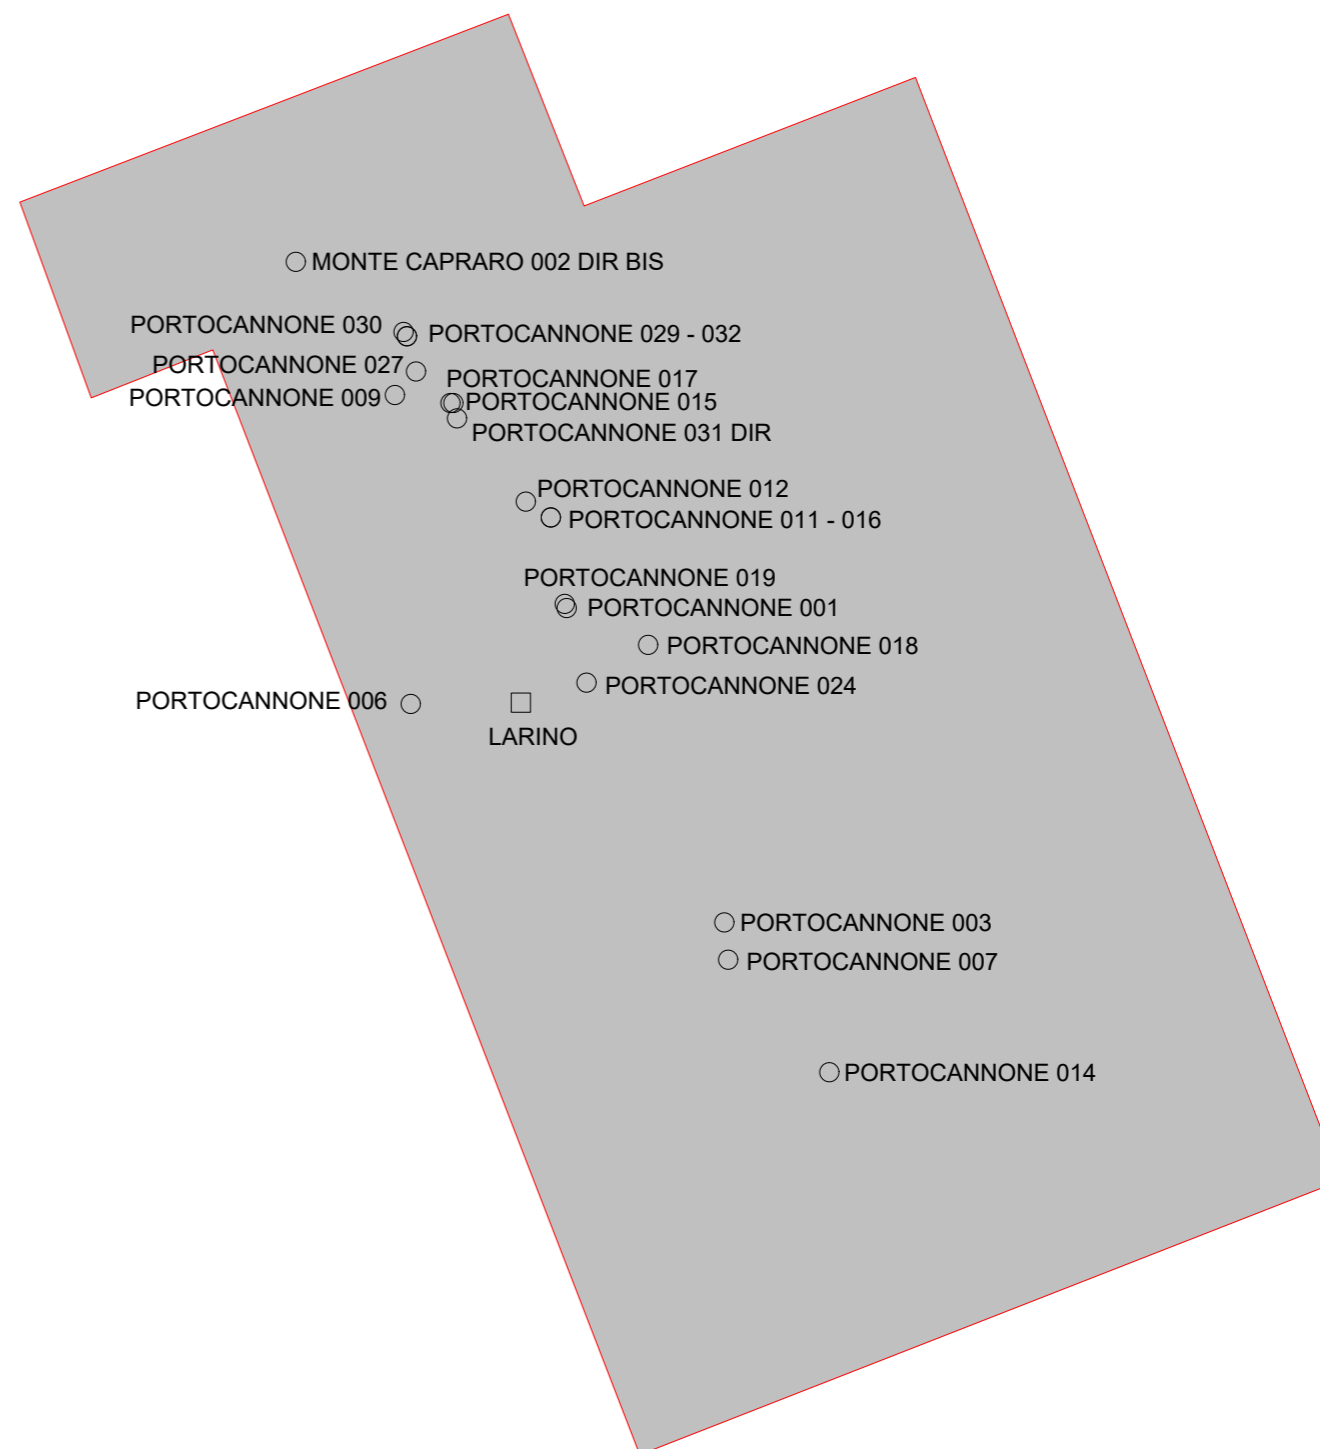 MONTE CAPRARO 002 DIR BIS
PORTOCANNONE 030
PORTOCANNONE 029 - 032
PORTOCANNONE 027
PORTOCANNONE 017
PORTOCANNONE 009
PORTOCANNONE 015
PORTOCANNONE 031 DIR
PORTOCANNONE 012
PORTOCANNONE 011 - 016
PORTOCANNONE 019
PORTOCANNONE 001
PORTOCANNONE 018
PORTOCANNONE 024
PORTOCANNONE 006
LARINO
PORTOCANNONE 003
PORTOCANNONE 007
PORTOCANNONE 014